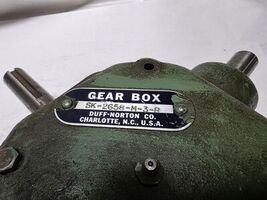 GEAR BOX
SK-2658-M-3-R
DUFF-NORTON CO.
CHARLOTTE, N.C., U.S.A.